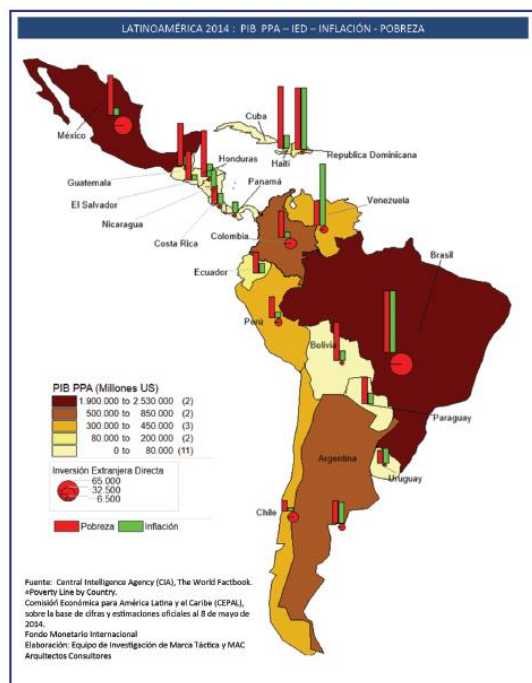 LATINOAMÉRICA 2014 : PIB PPA – IED – INFLACIÓN - POBREZA
México
Cuba
Haití
Republica Dominicana
Honduras
Guatemala
Panamá
El Salvador
Venezuela
Nicaragua
Costa Rica
Colombia
Brasil
Ecuador
Perú
Bolivia
Paraguay
Argentina
Uruguay
Chile
PIB PPA (Millones US)
1.900.000 to 2.530.000 (2)
500.000 to 850.000 (2)
300.000 to 450.000 (3)
80.000 to 200.000 (2)
0 to 80.000 (11)
Inversión Extranjera Directa
65.000
32.500
6.500
Pobreza
Inflación
Fuente: Central Intelligence Agency (CIA), The World Factbook.
«Poverty Line by Country.
Comisión Económica para América Latina y el Caribe (CEPAL),
sobre la base de cifras y estimaciones oficiales al 8 de mayo de
2014.
Fondo Monetario Internacional
Elaboración: Equipo de Investigación de Marca Táctica y MAC
Arquitectos Consultores